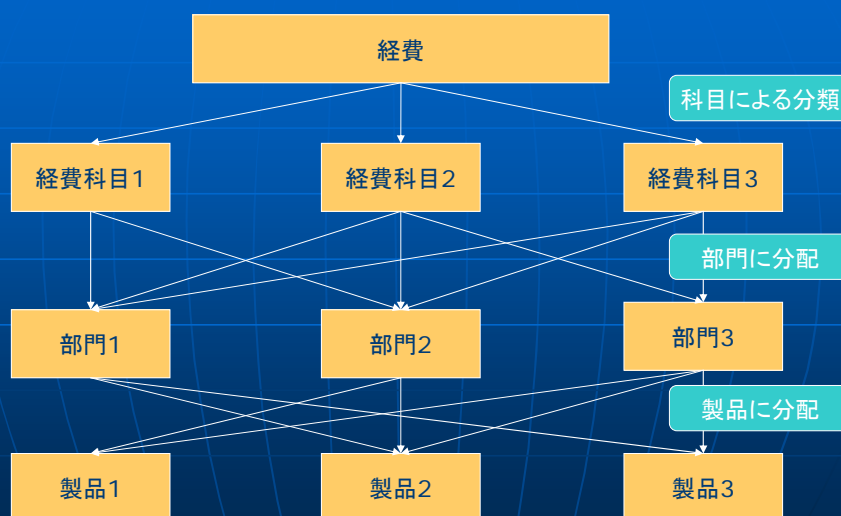 経費
科目による分類
経費科目1
経費科目2
経費科目3
部門に分配
部門1
部門2
部門3
製品に分配
製品1
製品2
製品3